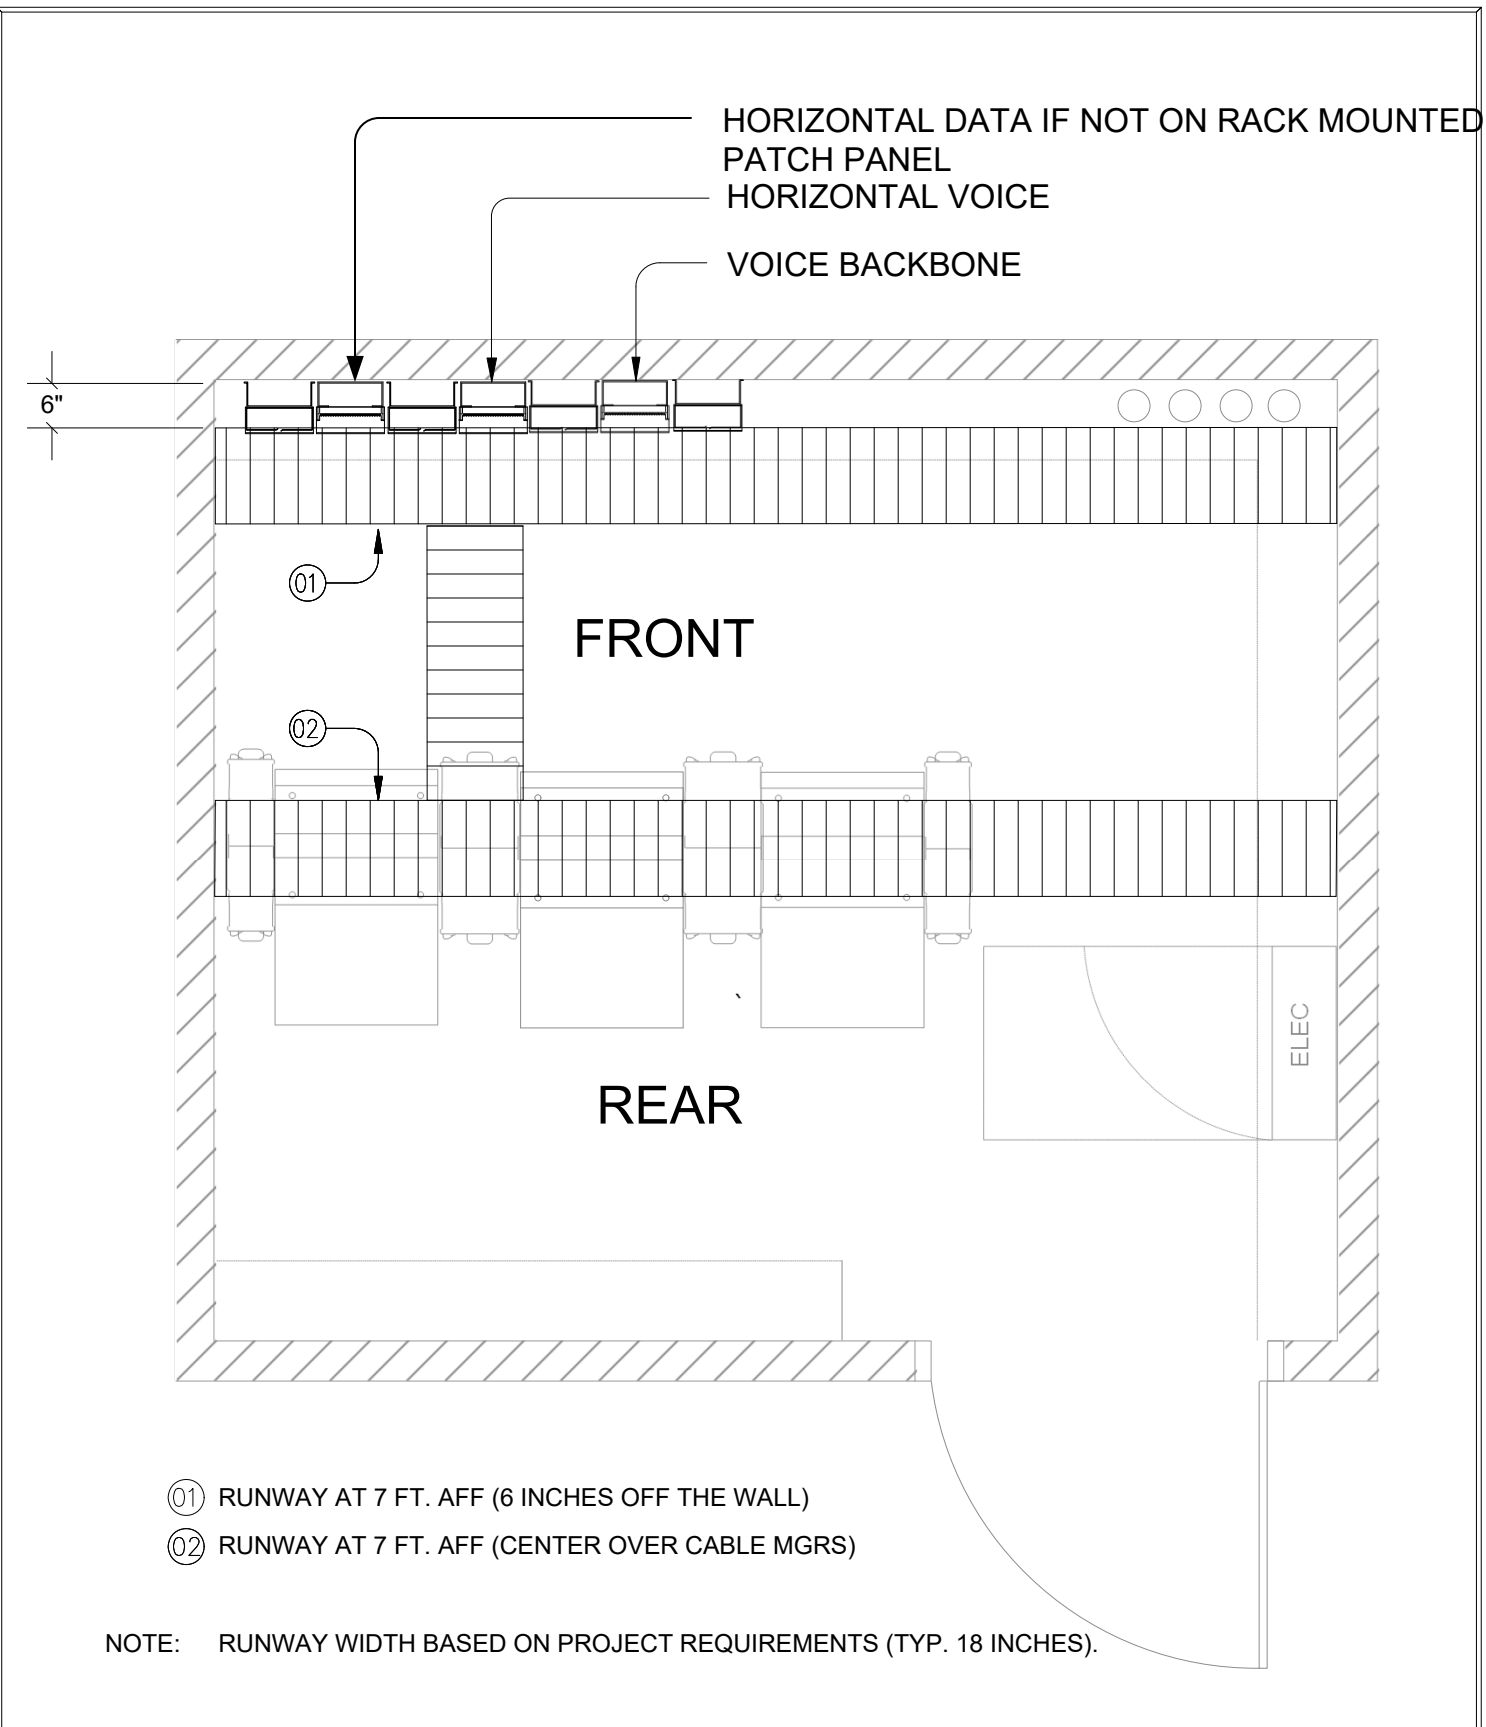 HORIZONTAL DATA IF NOT ON RACK MOUNTED
PATCH PANEL
HORIZONTAL VOICE
VOICE BACKBONE
6"
01
FRONT
02
ELEC
REAR
01 RUNWAY AT 7 FT. AFF (6 INCHES OFF THE WALL)
02 RUNWAY AT 7 FT. AFF (CENTER OVER CABLE MGRS)
NOTE: RUNWAY WIDTH BASED ON PROJECT REQUIREMENTS (TYP. 18 INCHES).